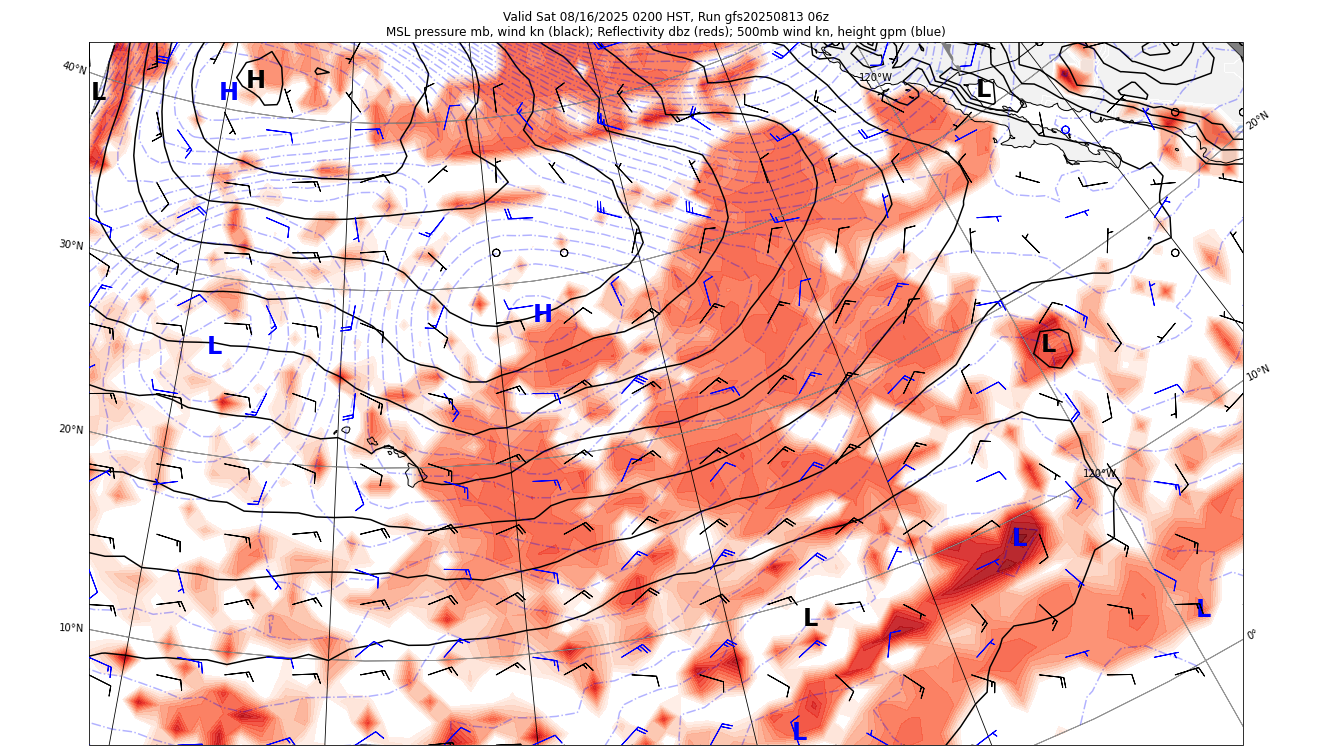 Valid Sat 08/16/2025 0200 HST, Run gfs20250813 06z
MSL pressure mb, wind kn (black); Reflectivity dbz (reds); 500mb wind kn, height gpm (blue)
40°N
L
H
H
120°W
L
20°N
30°N
H
L
L
10°N
20°N
120°W
L
10°N
L
L
0°
L